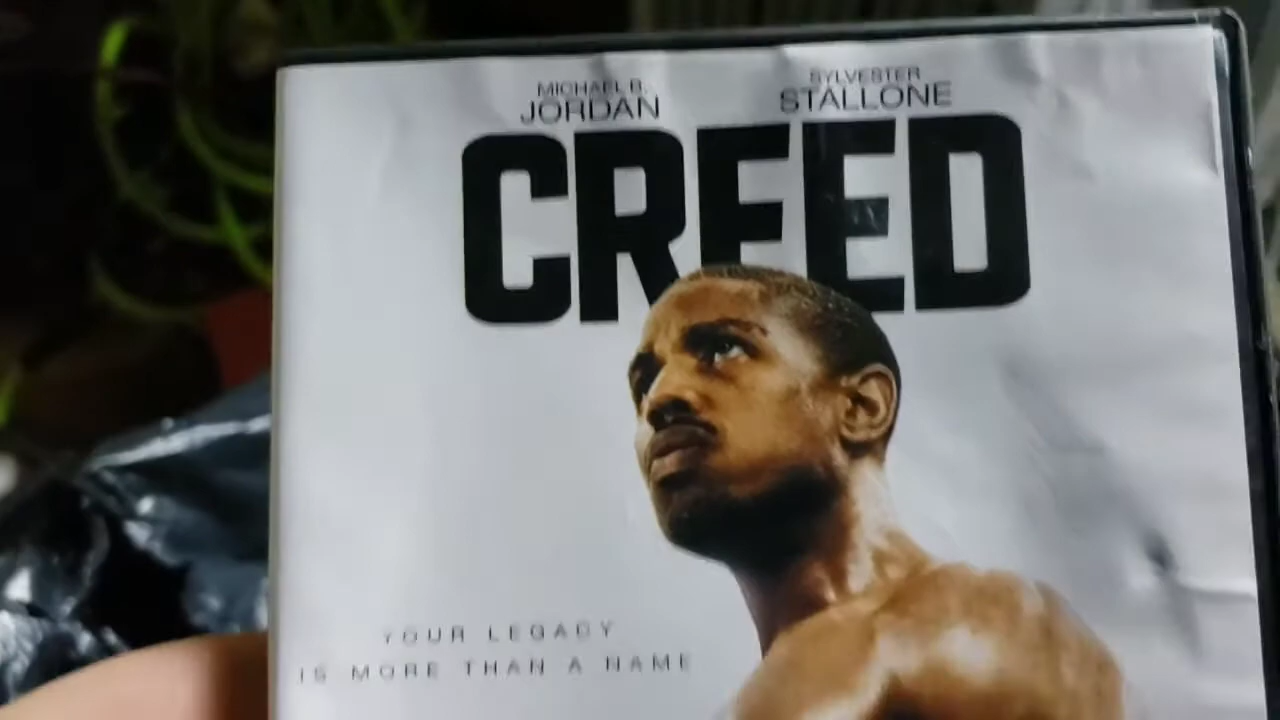 MICHAEL B. SYLVESTER
JORDAN STALLONE
CREED
YOUR LEGACY
IS MORE THAN A NAME